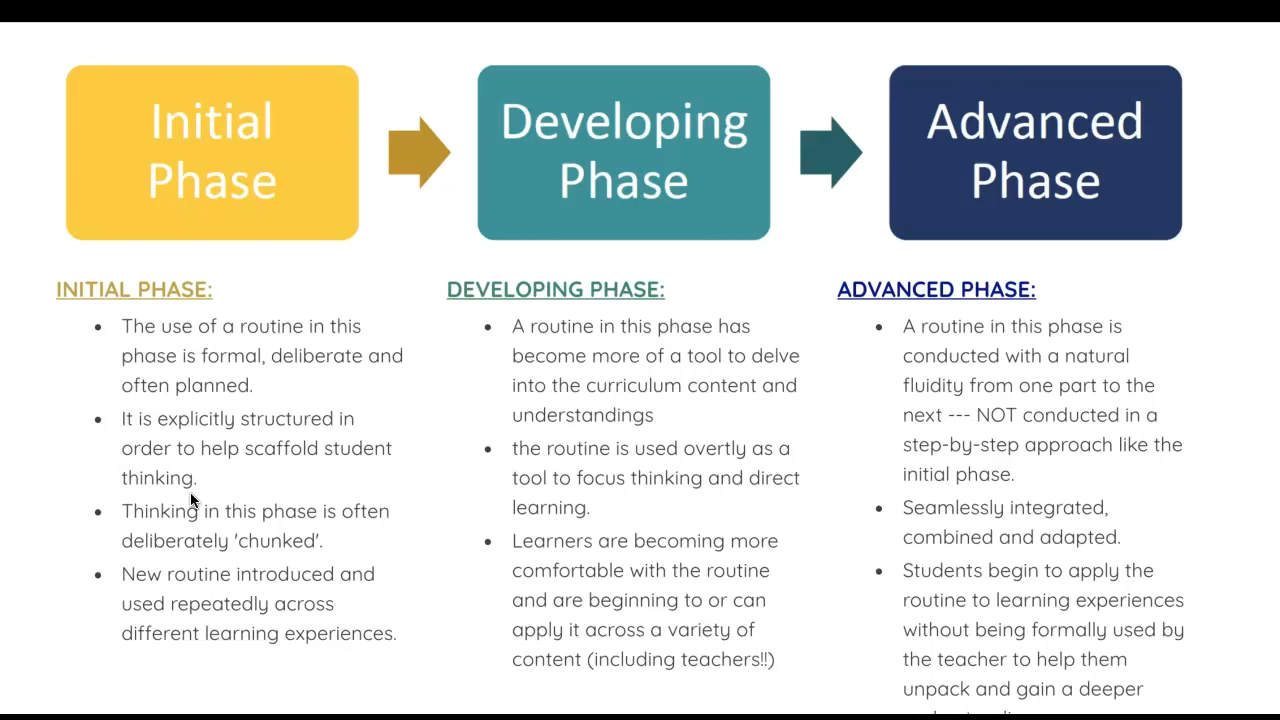 Initial
Phase
Developing
Phase
Advanced
Phase
INITIAL PHASE:
The use of a routine in this
phase is formal, deliberate and
often planned.
It is explicitly structured in
order to help scaffold student
thinking.
Thinking in this phase is often
deliberately 'chunked'.
New routine introduced and
used repeatedly across
different learning experiences.
DEVELOPING PHASE:
A routine in this phase has
become more of a tool to delve
into the curriculum content and
understandings
the routine is used overtly as a
tool to focus thinking and direct
learning.
Learners are becoming more
comfortable with the routine
and are beginning to or can
apply it across a variety of
content (including teachers!!)
ADVANCED PHASE:
A routine in this phase is
conducted with a natural
fluidity from one part to the
next --- NOT conducted in a
step-by-step approach like the
initial phase.
Seamlessly integrated,
combined and adapted.
Students begin to apply the
routine to learning experiences
without being formally used by
the teacher to help them
unpack and gain a deeper